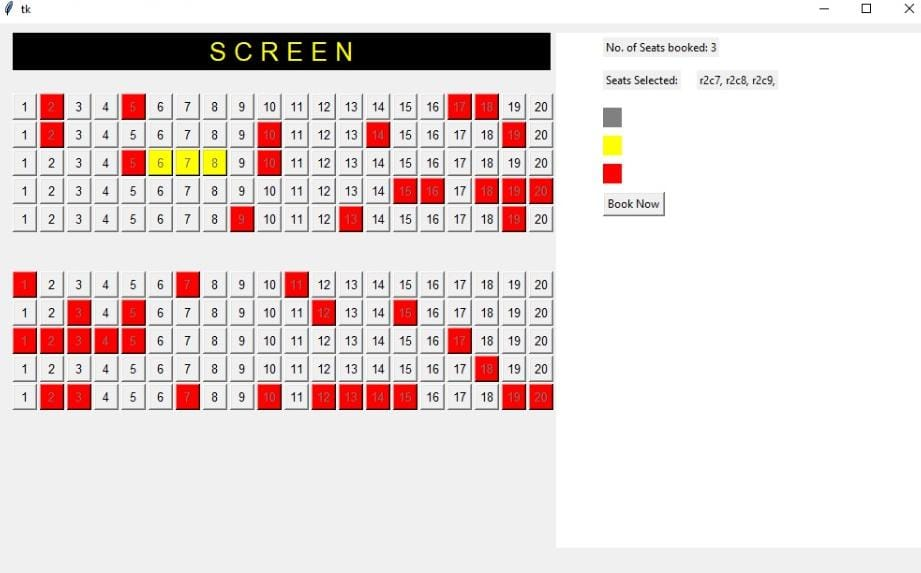 tk
S C R E E N
No. of Seats booked: 3
Seats Selected: r2c7, r2c8, r2c9,
1 2 3 4 5 6 7 8 9 10 11 12 13 14 15 16 17 18 19 20
1 2 3 4 5 6 7 8 9 10 11 12 13 14 15 16 17 18 19 20
1 2 3 4 5 6 7 8 9 10 11 12 13 14 15 16 17 18 19 20
1 2 3 4 5 6 7 8 9 10 11 12 13 14 15 16 17 18 19 20
1 2 3 4 5 6 7 8 9 10 11 12 13 14 15 16 17 18 19 20
Book Now
1 2 3 4 5 6 7 8 9 10 11 12 13 14 15 16 17 18 19 20
1 2 3 4 5 6 7 8 9 10 11 12 13 14 15 16 17 18 19 20
1 2 3 4 5 6 7 8 9 10 11 12 13 14 15 16 17 18 19 20
1 2 3 4 5 6 7 8 9 10 11 12 13 14 15 16 17 18 19 20
1 2 3 4 5 6 7 8 9 10 11 12 13 14 15 16 17 18 19 20